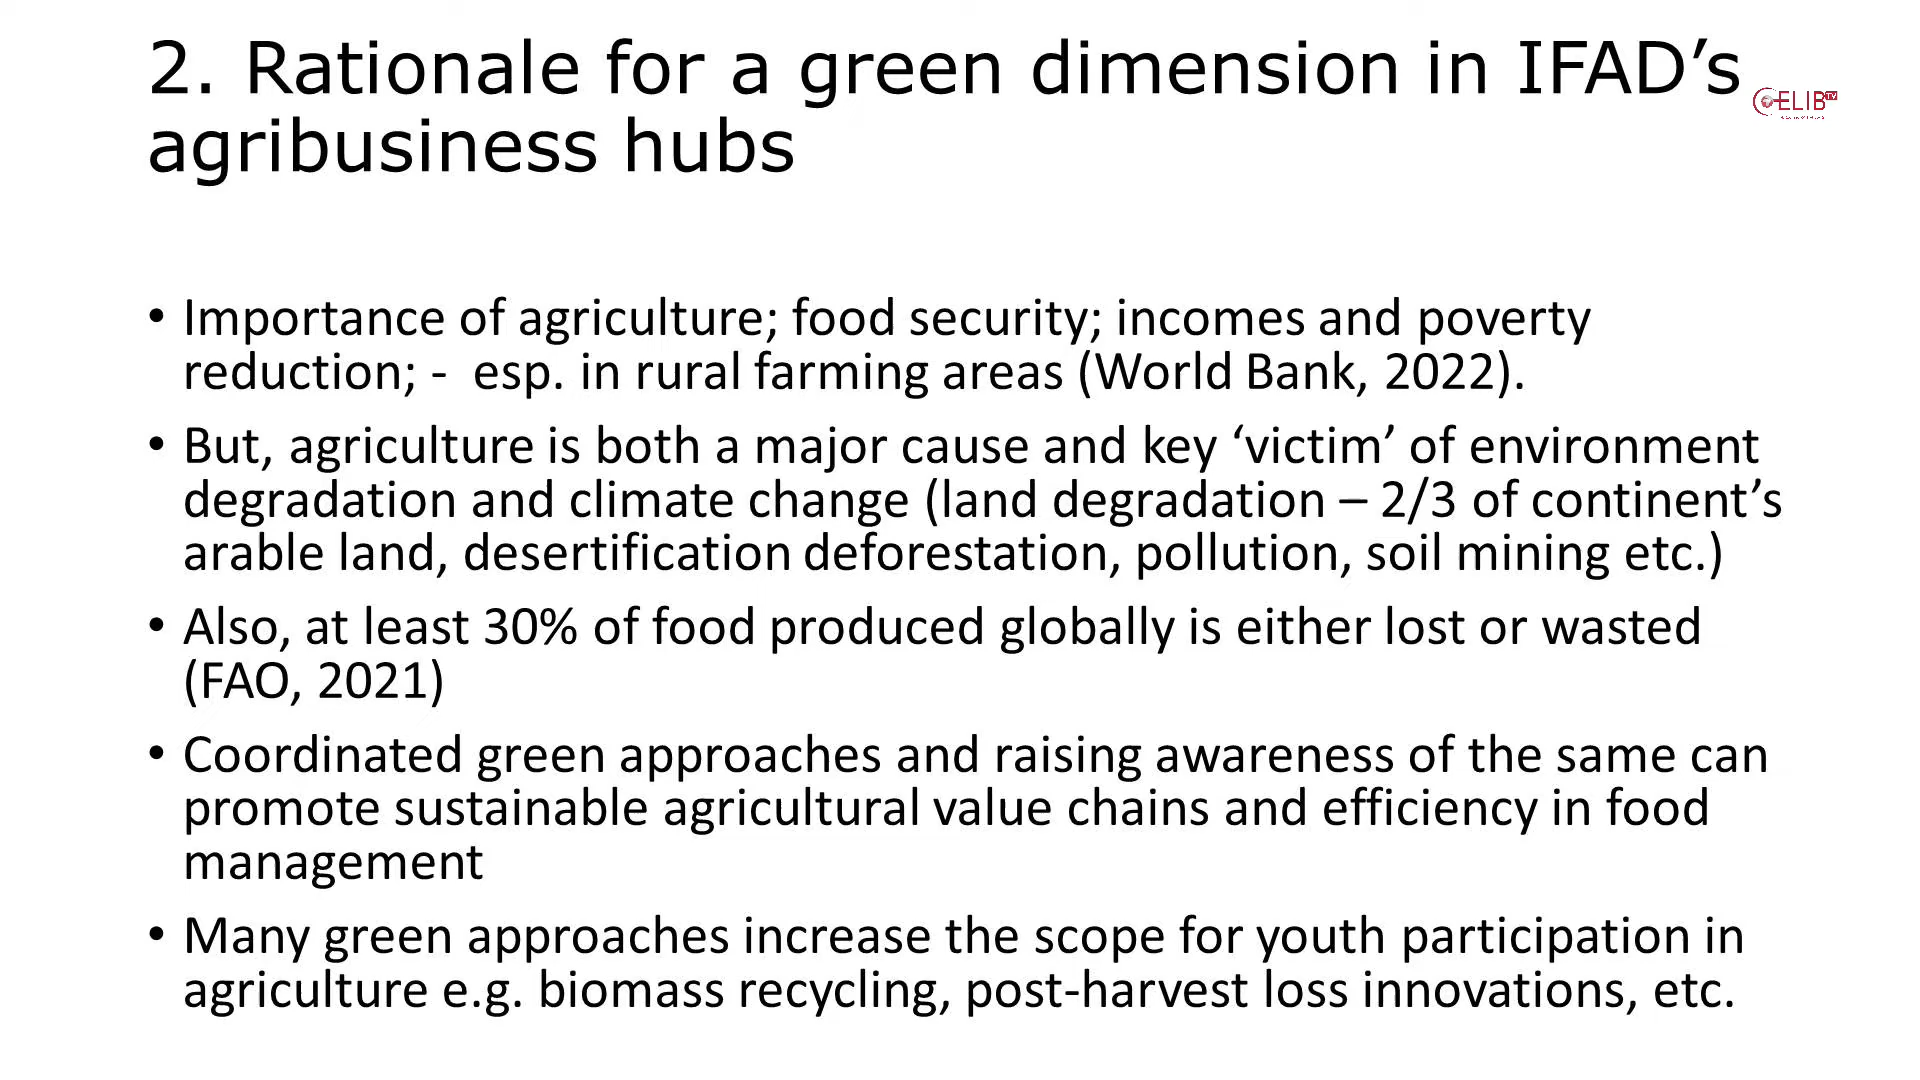 2. Rationale for a green dimension in IFAD’s
agribusiness hubs
ELIB TV
• Importance of agriculture; food security; incomes and poverty
reduction; -  esp. in rural farming areas (World Bank, 2022).
• But, agriculture is both a major cause and key ‘victim’ of environment
degradation and climate change (land degradation – 2/3 of continent’s
arable land, desertification deforestation, pollution, soil mining etc.)
• Also, at least 30% of food produced globally is either lost or wasted
(FAO, 2021)
• Coordinated green approaches and raising awareness of the same can
promote sustainable agricultural value chains and efficiency in food
management
• Many green approaches increase the scope for youth participation in
agriculture e.g. biomass recycling, post-harvest loss innovations, etc.